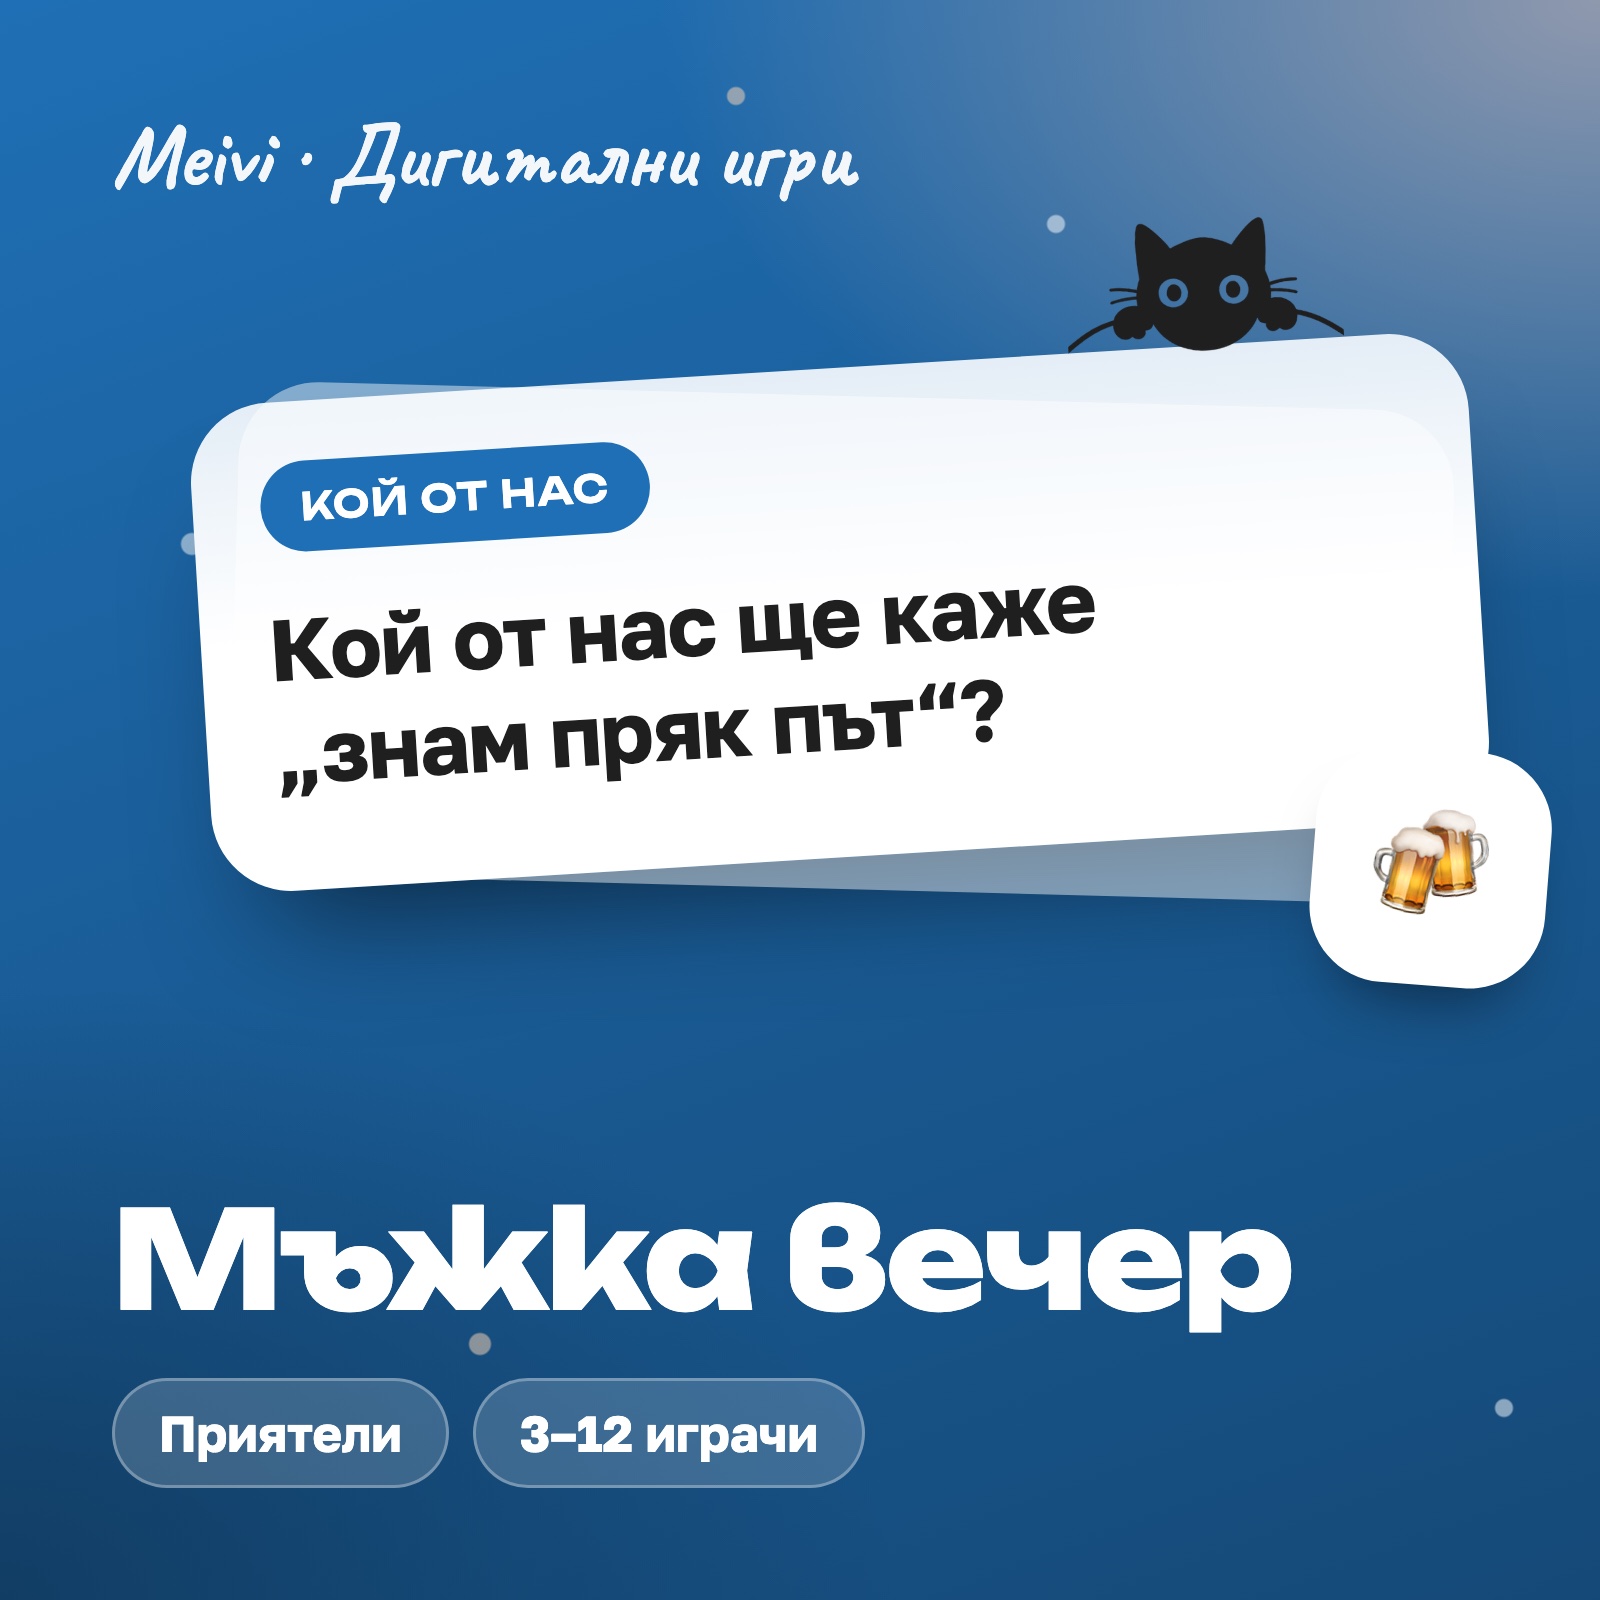 Meivi · Дигитални игри
КОЙ ОТ НАС
Кой от нас ще каже
„знам пряк път“?
Мъжка вечер
Приятели
3–12 играчи